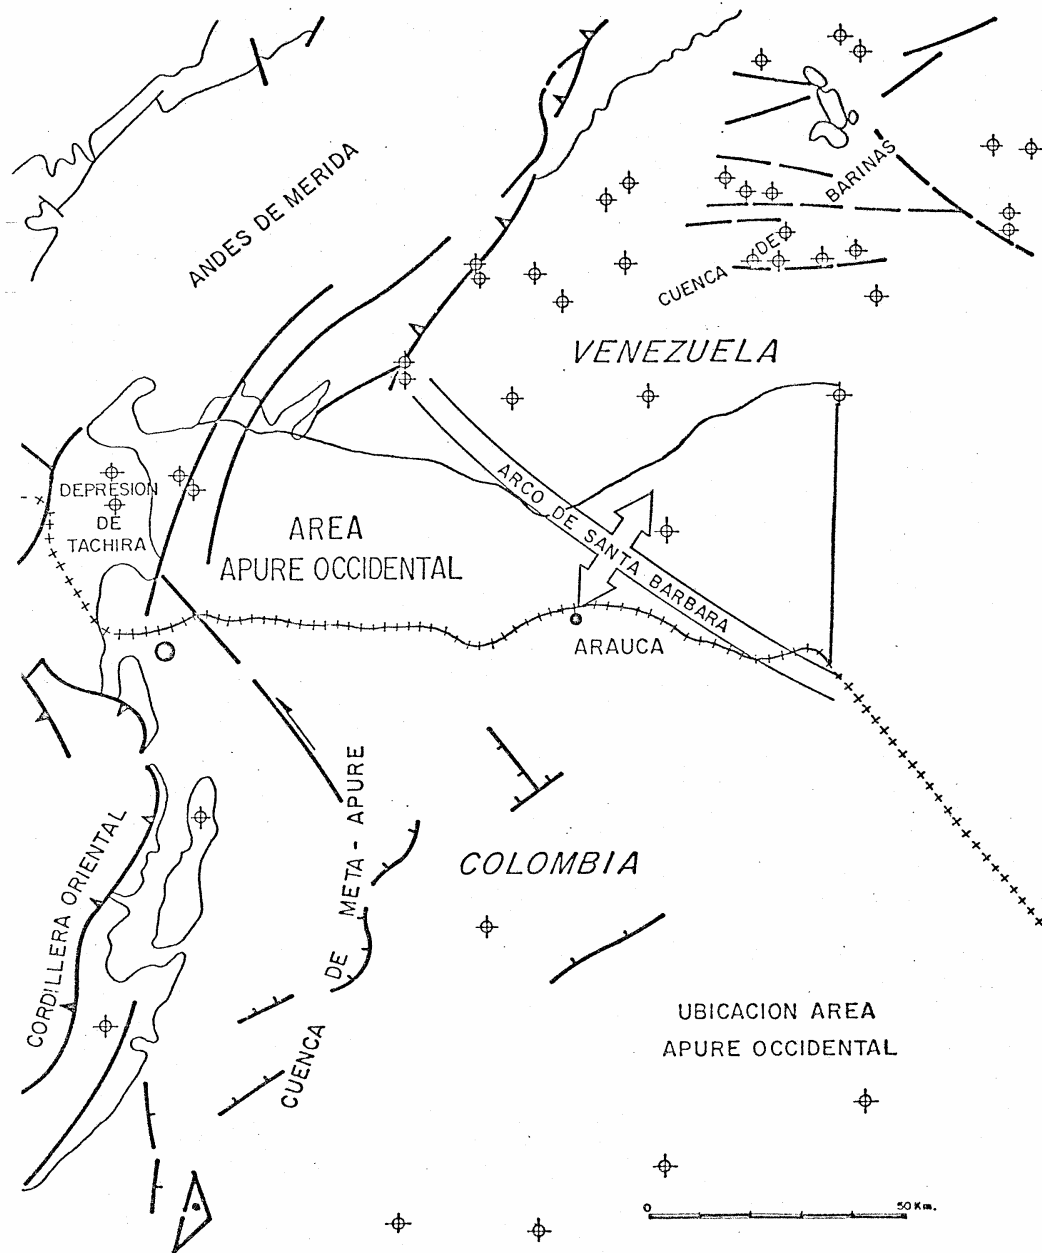 ANDES DE MERIDA
CUENCA DE BARINAS
VENEZUELA
DEPRESION
DE
TACHIRA
AREA
APURE OCCIDENTAL
ARCO DE SANTA BARBARA
ARAUCA
CUENCA DE META - APURE
COLOMBIA
CORDILLERA ORIENTAL
UBICACION AREA
APURE OCCIDENTAL
0 50 Km.